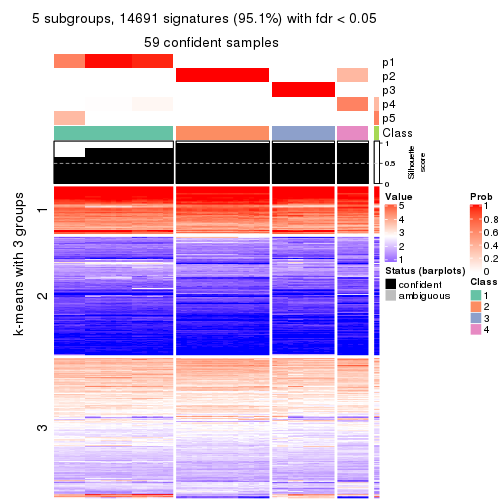 5 subgroups, 14691 signatures (95.1%) with fdr < 0.05
59 confident samples
p1
p2
p3
p4
p5
Class
1
0.5
0
Silhouette
score
k-means with 3 groups
1
2
3
Value
5
4
3
2
1
Status (barplots)
confident
ambiguous
Prob
1
0.8
0.6
0.4
0.2
0
Class
1
2
3
4